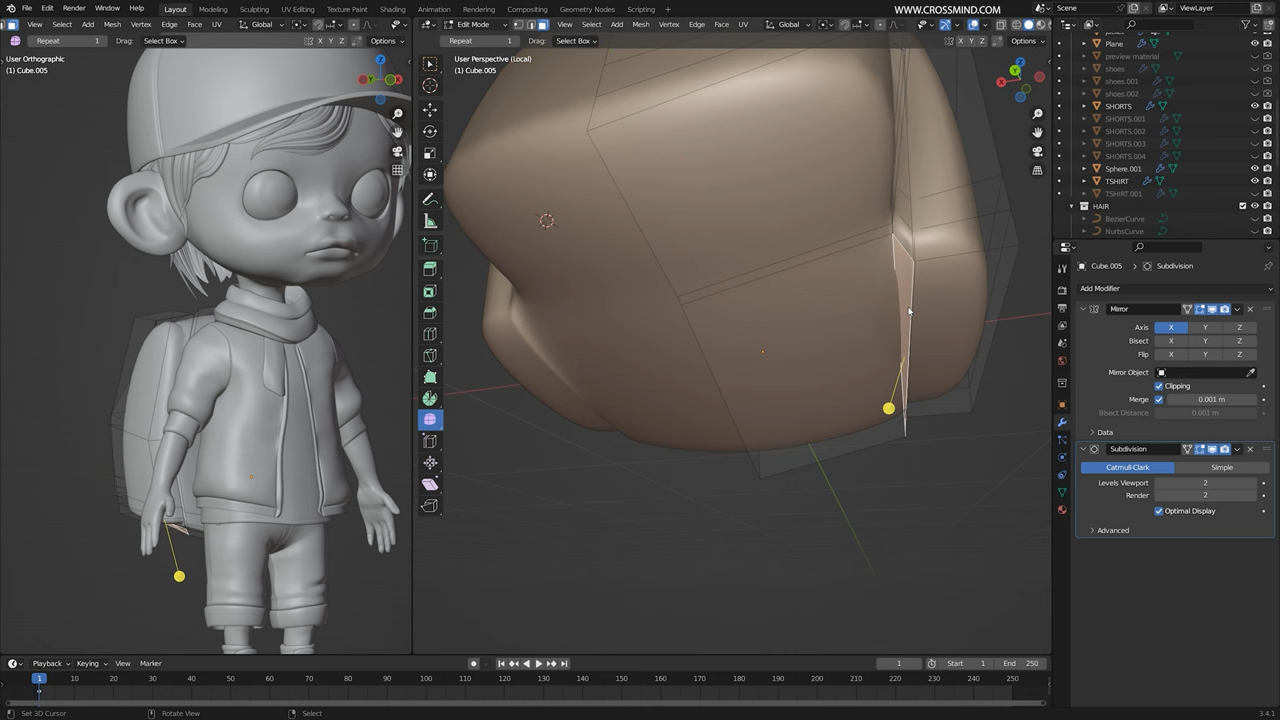 File Edit Render Window Help Layout Modeling Sculpting UV Editing Texture Paint Shading Animation Rendering Compositing Geometry Nodes Scripting + WWW.CROSSMIND.COM Scene ViewLayer
Add Mesh Vertex Edge Face UV Global
Edit Mode View Select Add Mesh Vertex Edge Face UV Global
Repeat 1 Drag: Select Box X Y Z Options
Repeat 1 Drag: Select Box X Y Z Options
User Orthographic
(1) Cube.005
User Perspective (Local)
(1) Cube.005
Plane
preview material
shoes
shoes.001
shoes.002
SHORTS
SHORTS.001
SHORTS.002
SHORTS.003
SHORTS.004
Sphere.001
TSHIRT
TSHIRT.001
HAIR
BezierCurve
NurbsCurve
Cube.005 > Subdivision
Add Modifier
Mirror
Axis X Y Z
Bisect X Y Z
Flip X Y Z
Mirror Object
Clipping
Merge 0.001 m
Bisect Distance 0.001 m
Data
Subdivision
Catmull-Clark Simple
Levels Viewport 2
Render 2
Optimal Display
Advanced
Playback Keying View Marker 1 Start 1 End 250
1 10 20 30 40 50 60 70 80 90 100 110 120 130 140 150 160 170 180 190 200 210 220 230 240 250
Set 3D Cursor Rotate View Select 3.4.1